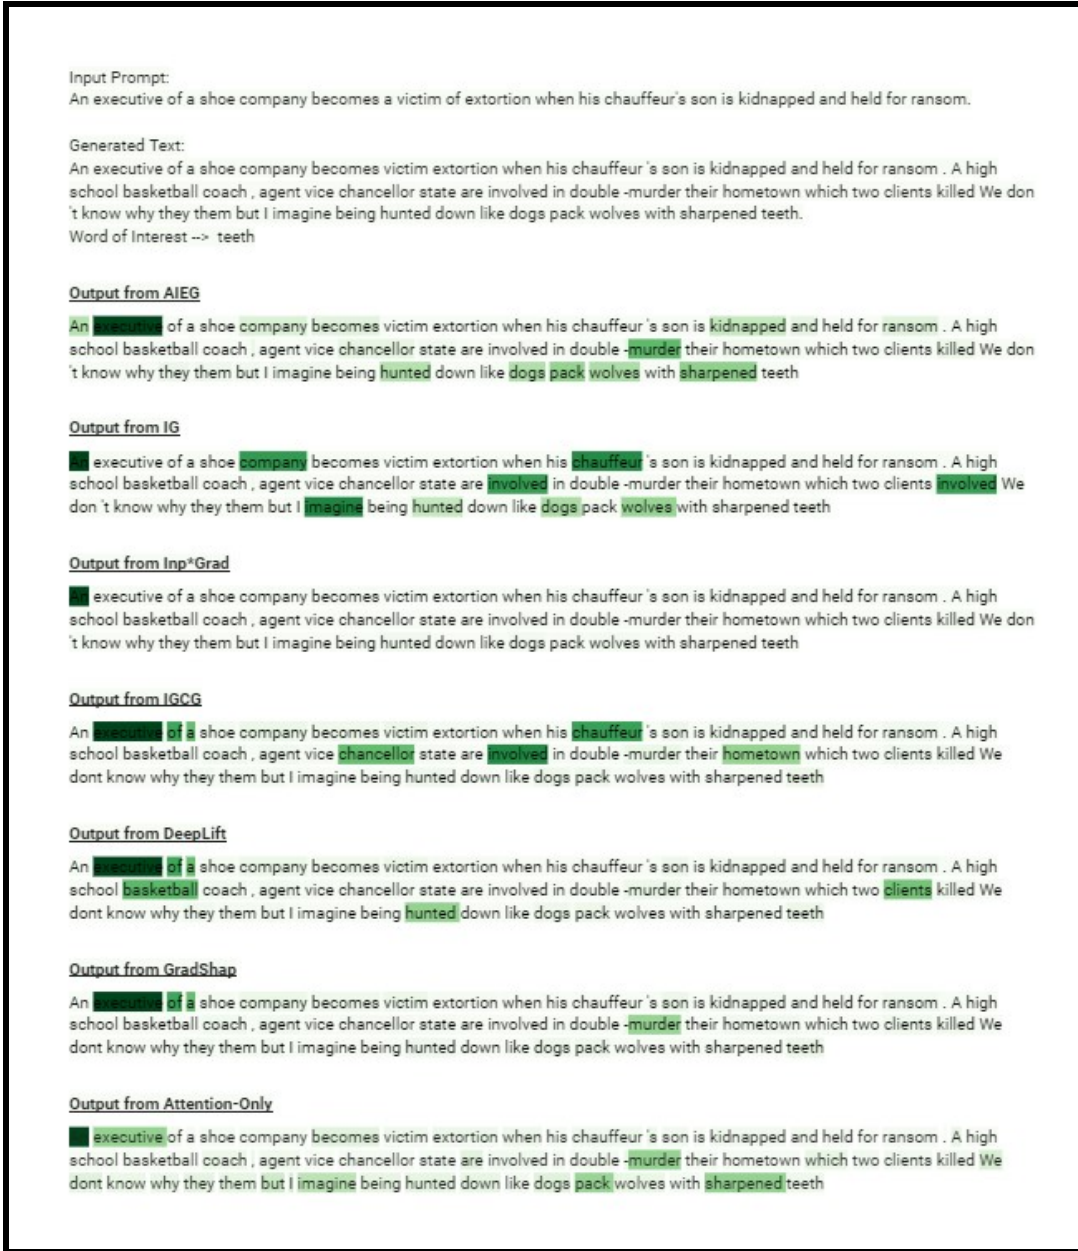 Input Prompt:
An executive of a shoe company becomes a victim of extortion when his chauffeur's son is kidnapped and held for ransom.
Generated Text:
An executive of a shoe company becomes victim extortion when his chauffeur 's son is kidnapped and held for ransom . A high
school basketball coach , agent vice chancellor state are involved in double -murder their hometown which two clients killed We don
't know why they them but I imagine being hunted down like dogs pack wolves with sharpened teeth.
Word of Interest --> teeth
Output from AIEG
An executive of a shoe company becomes victim extortion when his chauffeur 's son is kidnapped and held for ransom . A high
school basketball coach , agent vice chancellor state are involved in double -murder their hometown which two clients killed We don
't know why they them but I imagine being hunted down like dogs pack wolves with sharpened teeth
Output from IG
An executive of a shoe company becomes victim extortion when his chauffeur 's son is kidnapped and held for ransom . A high
school basketball coach , agent vice chancellor state are involved in double -murder their hometown which two clients involved We
don 't know why they them but I imagine being hunted down like dogs pack wolves with sharpened teeth
Output from Inp*Grad
An executive of a shoe company becomes victim extortion when his chauffeur 's son is kidnapped and held for ransom . A high
school basketball coach , agent vice chancellor state are involved in double -murder their hometown which two clients killed We don
't know why they them but I imagine being hunted down like dogs pack wolves with sharpened teeth
Output from IGCG
An executive of a shoe company becomes victim extortion when his chauffeur 's son is kidnapped and held for ransom . A high
school basketball coach , agent vice chancellor state are involved in double -murder their hometown which two clients killed We
dont know why they them but I imagine being hunted down like dogs pack wolves with sharpened teeth
Output from DeepLift
An executive of a shoe company becomes victim extortion when his chauffeur 's son is kidnapped and held for ransom . A high
school basketball coach , agent vice chancellor state are involved in double -murder their hometown which two clients killed We
dont know why they them but I imagine being hunted down like dogs pack wolves with sharpened teeth
Output from GradShap
An executive of a shoe company becomes victim extortion when his chauffeur 's son is kidnapped and held for ransom . A high
school basketball coach , agent vice chancellor state are involved in double -murder their hometown which two clients killed We
dont know why they them but I imagine being hunted down like dogs pack wolves with sharpened teeth
Output from Attention-Only
executive of a shoe company becomes victim extortion when his chauffeur 's son is kidnapped and held for ransom . A high
school basketball coach , agent vice chancellor state are involved in double -murder their hometown which two clients killed We
dont know why they them but I imagine being hunted down like dogs pack wolves with sharpened teeth